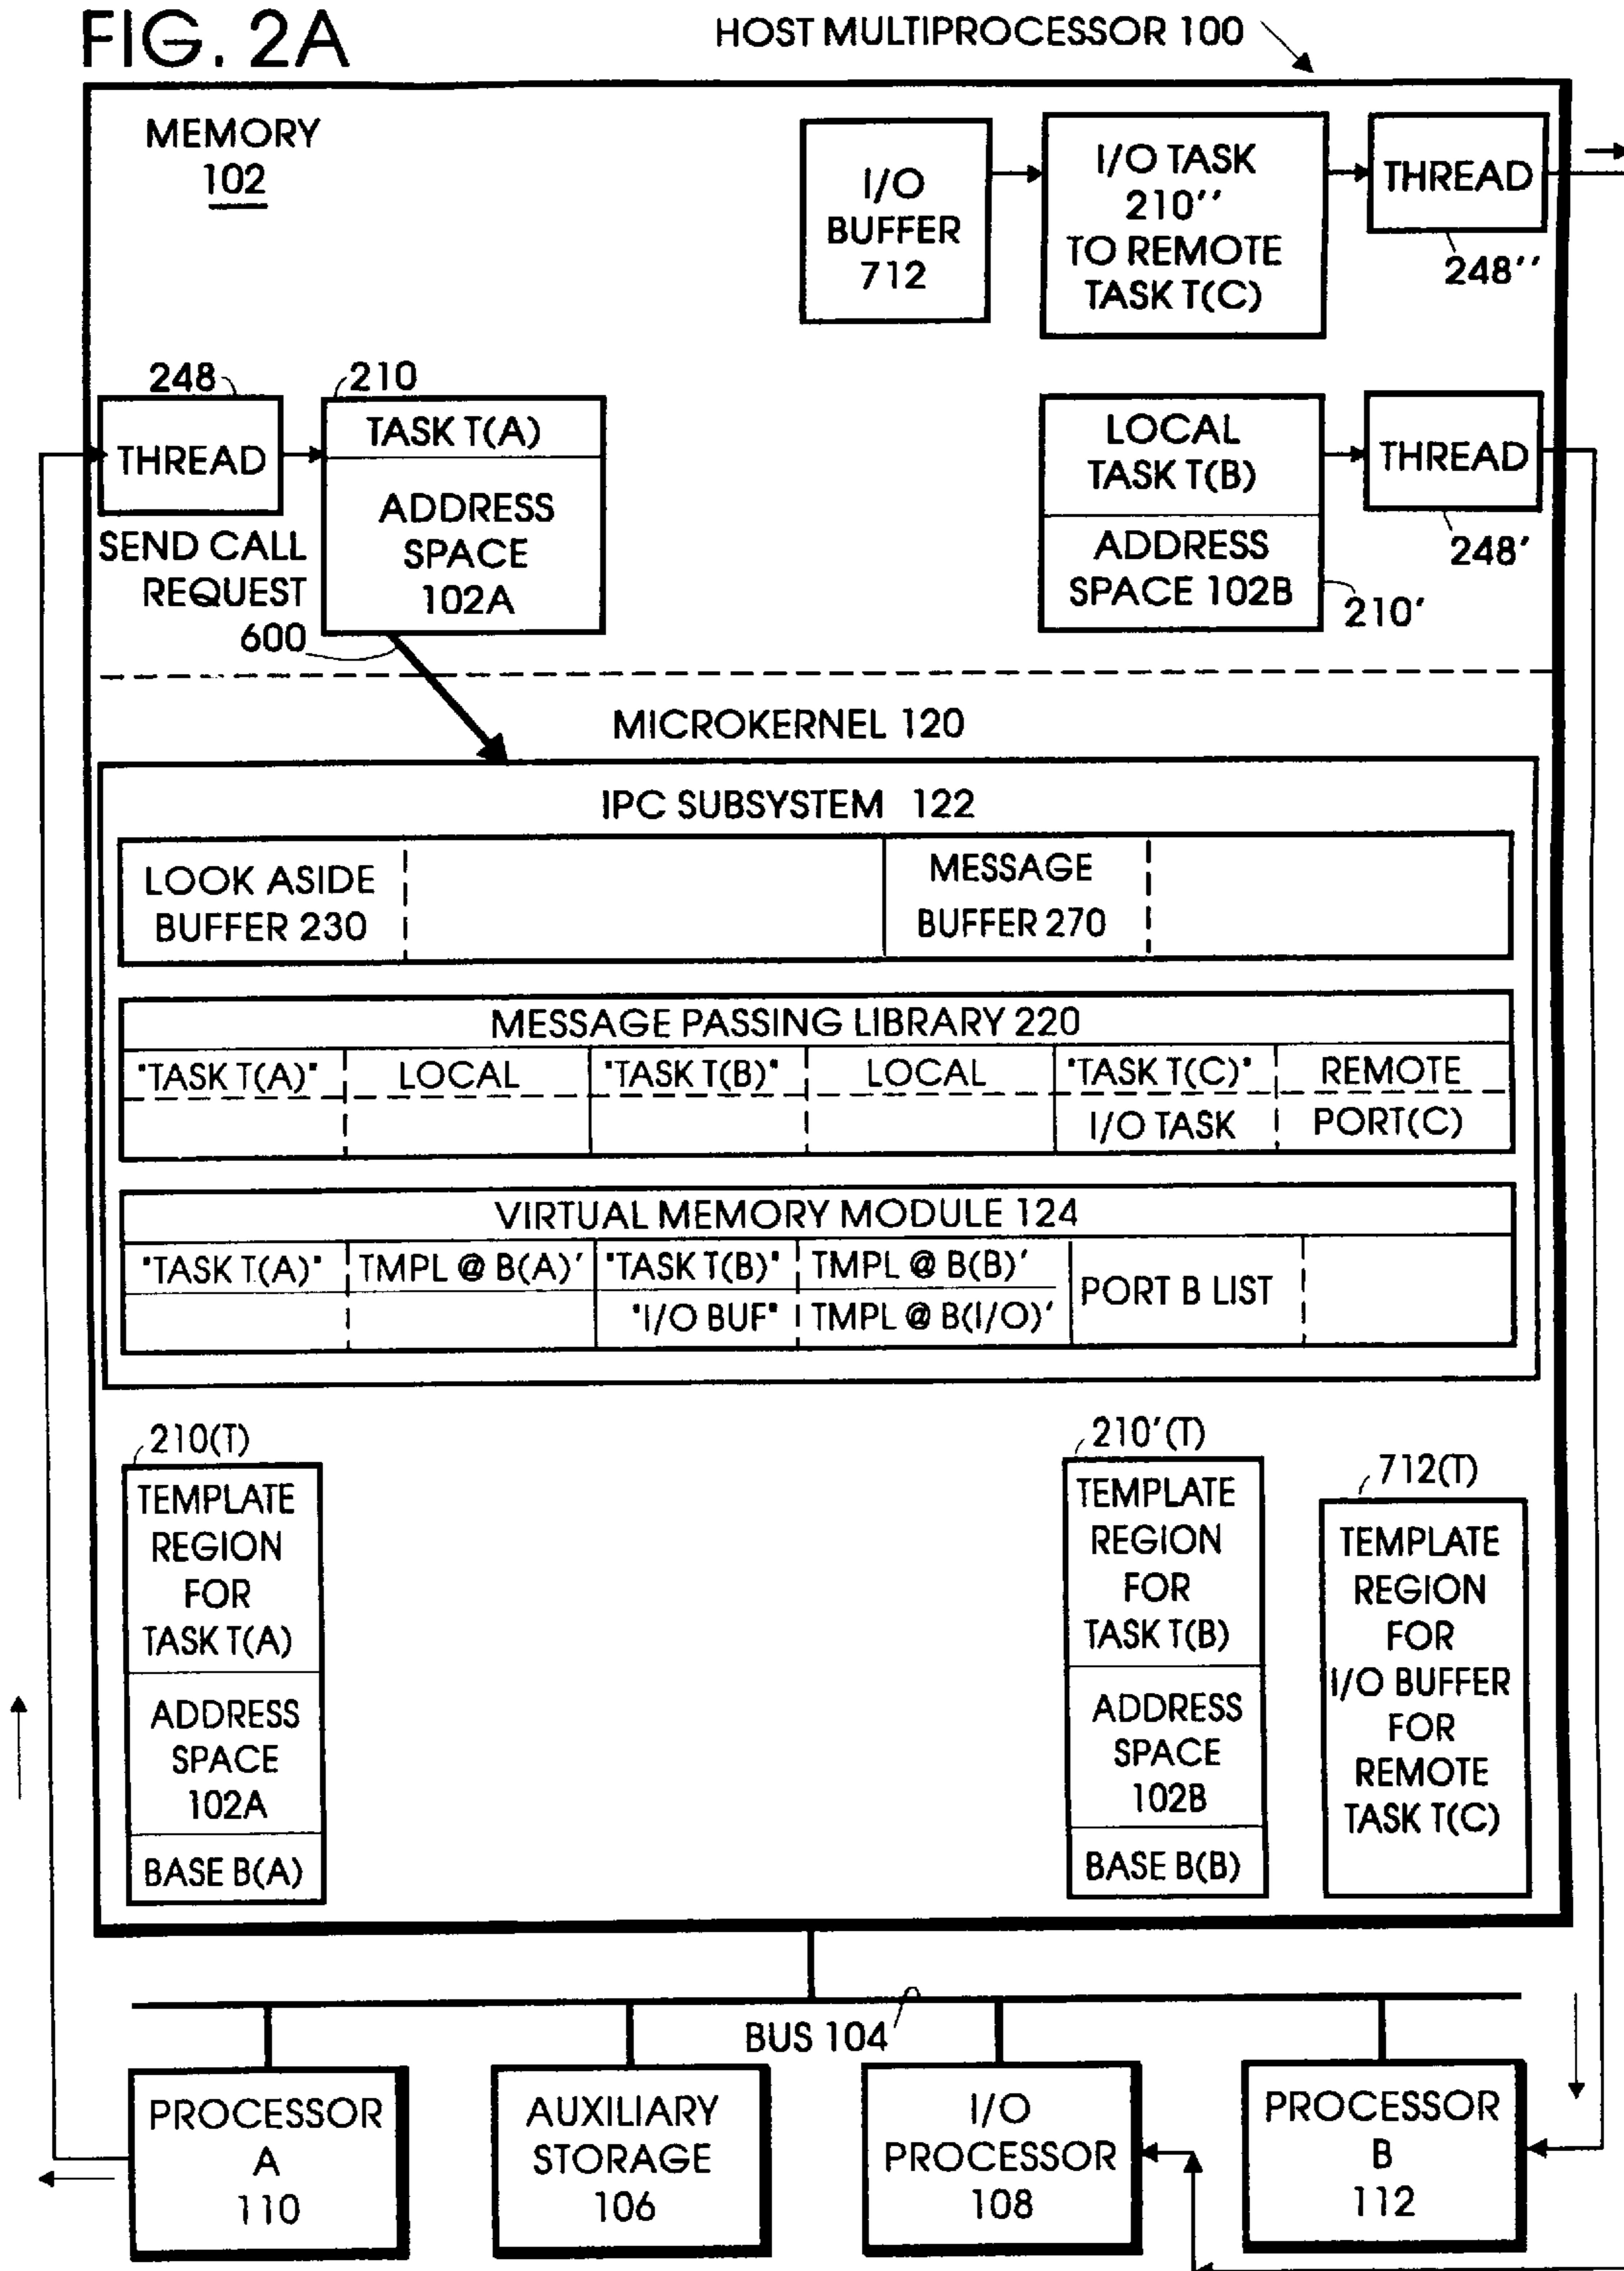 FIG. 2A
HOST MULTIPROCESSOR 100
MEMORY
102
I/O
BUFFER
712
I/O TASK
210''
TO REMOTE
TASK T(C)
THREAD
248''
248
THREAD
210
TASK T(A)
ADDRESS
SPACE
102A
SEND CALL
REQUEST
600
LOCAL
TASK T(B)
ADDRESS
SPACE 102B
210'
THREAD
248'
MICROKERNEL 120
IPC SUBSYSTEM 122
LOOK ASIDE
BUFFER 230
MESSAGE
BUFFER 270
MESSAGE PASSING LIBRARY 220
"TASK T(A)" LOCAL "TASK T(B)" LOCAL "TASK T(C)" REMOTE
I/O TASK PORT(C)
VIRTUAL MEMORY MODULE 124
"TASK T(A)" TMPL @ B(A)' "TASK T(B)" TMPL @ B(B)'
PORT B LIST
"I/O BUF" TMPL @ B(I/O)'
210(T)
TEMPLATE
REGION
FOR
TASK T(A)
ADDRESS
SPACE
102A
BASE B(A)
210'(T)
TEMPLATE
REGION
FOR
TASK T(B)
ADDRESS
SPACE
102B
BASE B(B)
712(T)
TEMPLATE
REGION
FOR
I/O BUFFER
FOR
REMOTE
TASK T(C)
BUS 104
PROCESSOR
A
110
AUXILIARY
STORAGE
106
I/O
PROCESSOR
108
PROCESSOR
B
112